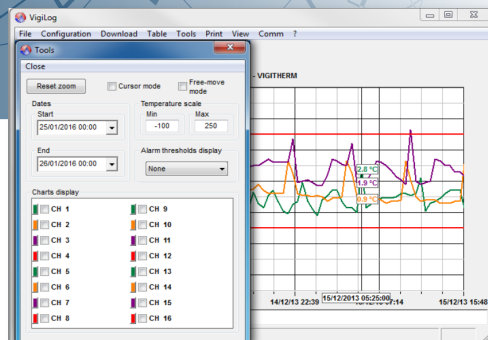 VigiLog
File Configuration Download Table Tools Print View Comm ?
Tools
Close
Reset zoom
Cursor mode
Free-move mode
Dates
Start
25/01/2016 00:00
End
26/01/2016 00:00
Temperature scale
Min Max
-100 250
Alarm thresholds display
None
Charts display
CH 1 CH 9
CH 2 CH 10
CH 3 CH 11
CH 4 CH 12
CH 5 CH 13
CH 6 CH 14
CH 7 CH 15
CH 8 CH 16
- VIGITHERM
2.8 °C
1.9 °C
0.9 °C
14/12/13 22:39 15/12/2013 05:25:00 07:14 15/12/13 15:48